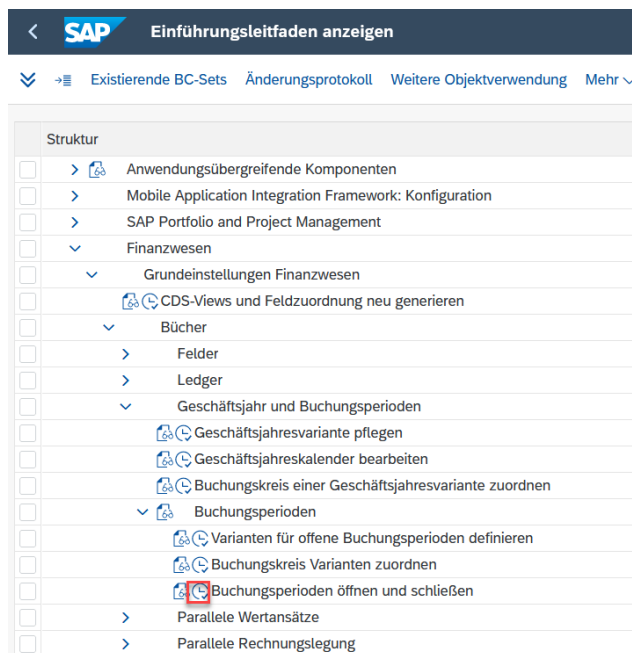 SAP Einführungsleitfaden anzeigen
Existierende BC-Sets Änderungsprotokoll Weitere Objektverwendung Mehr
Struktur
Anwendungsübergreifende Komponenten
Mobile Application Integration Framework: Konfiguration
SAP Portfolio and Project Management
Finanzwesen
Grundeinstellungen Finanzwesen
CDS-Views und Feldzuordnung neu generieren
Bücher
Felder
Ledger
Geschäftsjahr und Buchungsperioden
Geschäftsjahresvariante pflegen
Geschäftsjahreskalender bearbeiten
Buchungskreis einer Geschäftsjahresvariante zuordnen
Buchungsperioden
Varianten für offene Buchungsperioden definieren
Buchungskreis Varianten zuordnen
Buchungsperioden öffnen und schließen
Parallele Wertansätze
Parallele Rechnungslegung